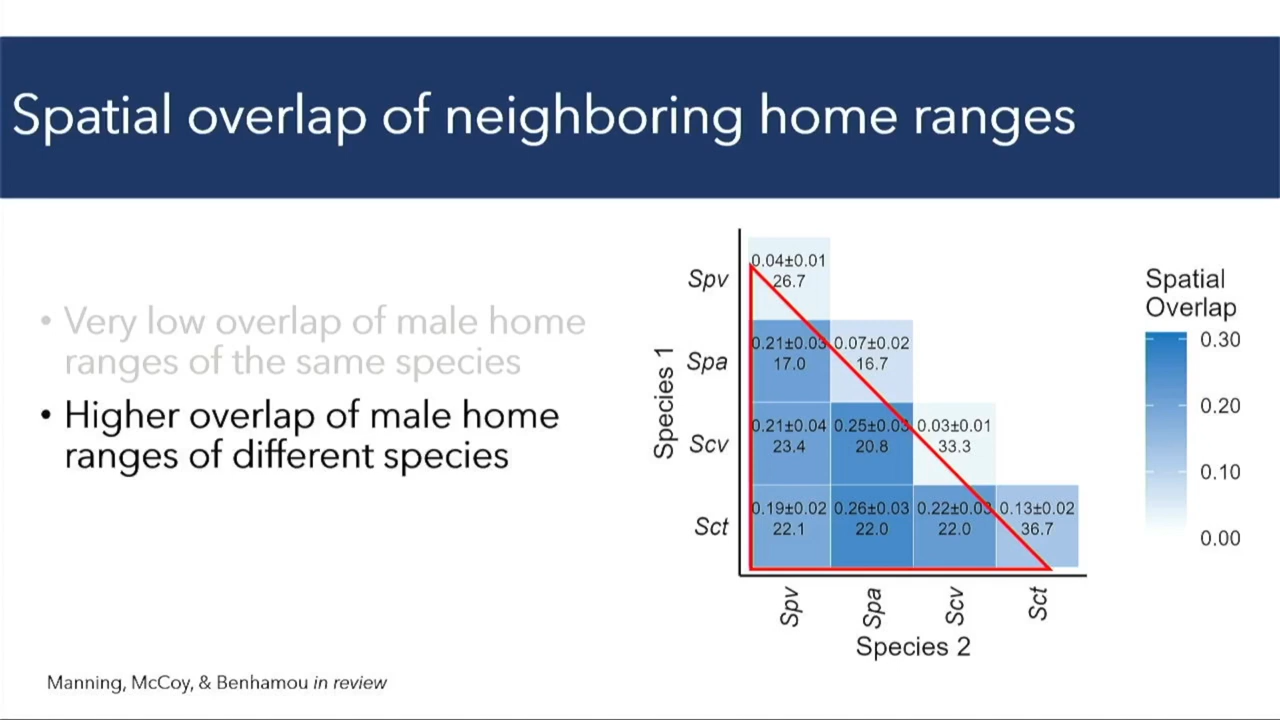 Spatial overlap of neighboring home ranges
• Very low overlap of male home
ranges of the same species
• Higher overlap of male home
ranges of different species
Manning, McCoy, & Benhamou in review
Species 1
Spv
0.04±0.01
26.7
Spa
0.21±0.03 0.07±0.02
17.0 16.7
Scv
0.21±0.04 0.25±0.03 0.03±0.01
23.4 20.8 33.3
Sct
0.19±0.02 0.26±0.03 0.22±0.03 0.13±0.02
22.1 22.0 22.0 36.7
Spv Spa Scv Sct
Species 2
Spatial
Overlap
0.30
0.20
0.10
0.00